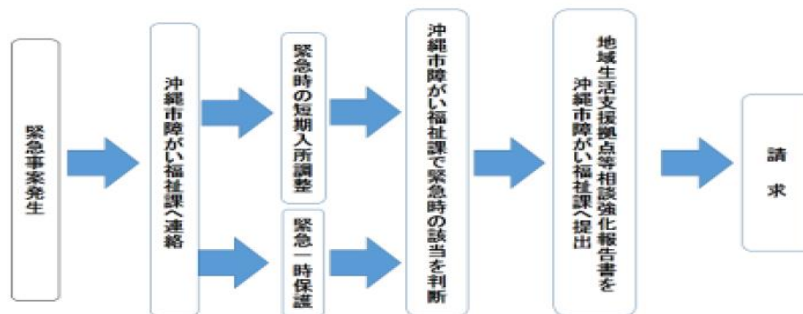 緊急事案発生
沖縄市障がい福祉課へ連絡
緊急時の短期入所調整
緊急一時保護
沖縄市障がい福祉課で緊急時の該当を判断
地域生活支援拠点等相談強化報告書を
沖縄市障がい福祉課へ提出
請求